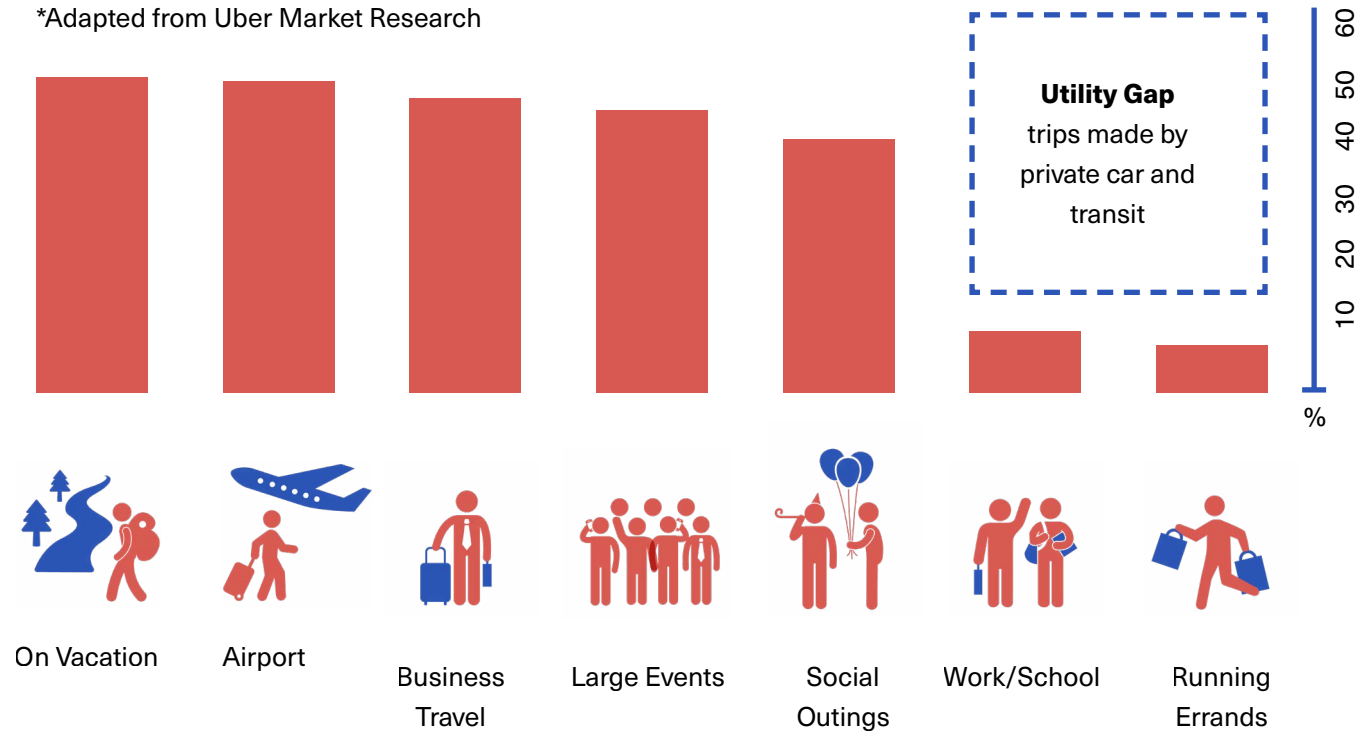 *Adapted from Uber Market Research
Utility Gap
trips made by
private car and
transit
60
50
40
30
20
10
%
On Vacation
Airport
Business
Travel
Large Events
Social
Outings
Work/School
Running
Errands